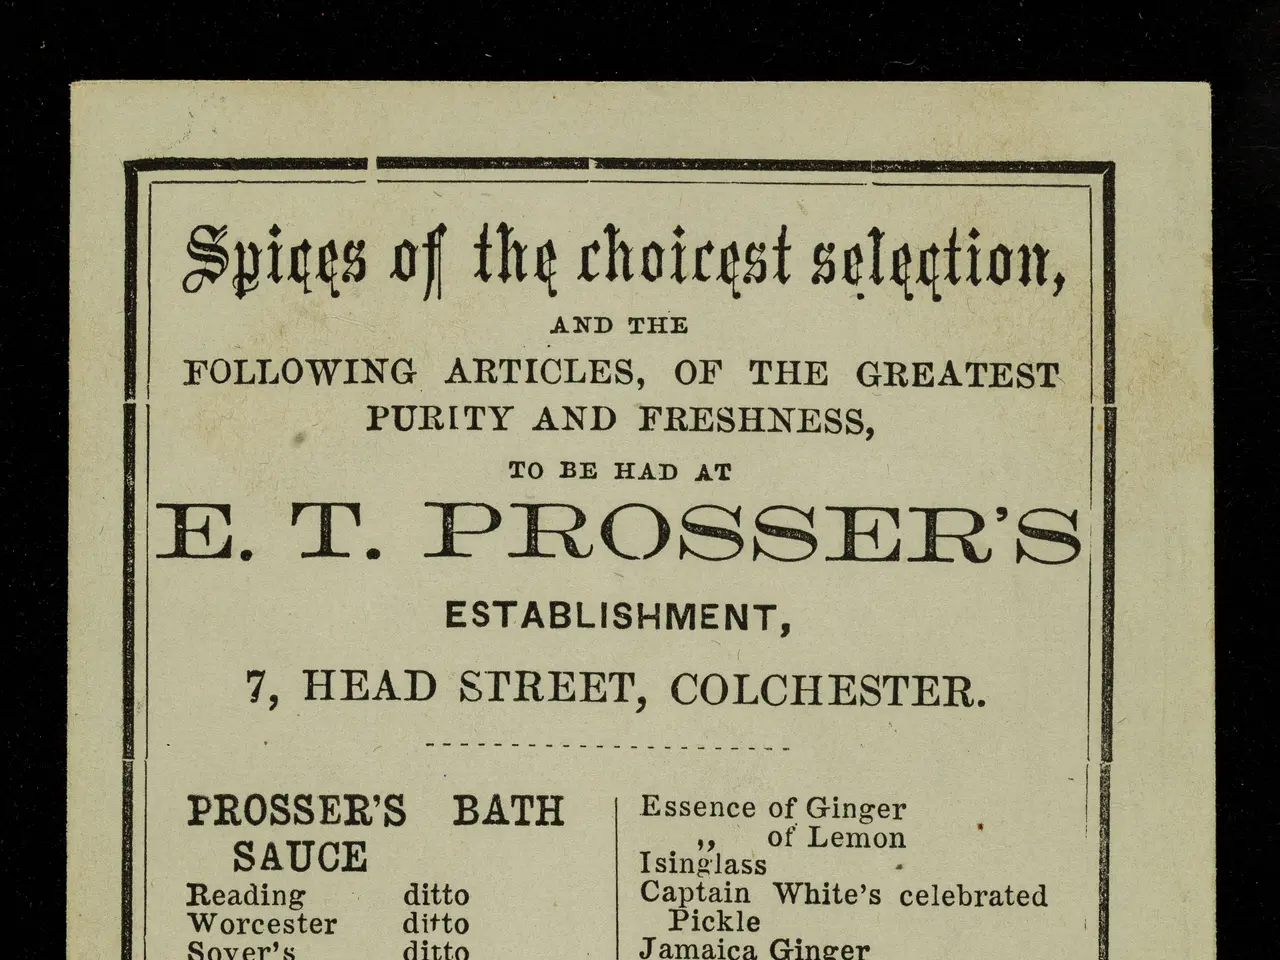 Spices of the choicest selection,
AND THE
FOLLOWING ARTICLES, OF THE GREATEST
PURITY AND FRESHNESS,
TO BE HAD AT
E. T. PROSSER'S
ESTABLISHMENT,
7, HEAD STREET, COLCHESTER.
PROSSER'S BATH
SAUCE
Reading ditto
Worcester ditto
Soyer's ditto
Essence of Ginger
„ of Lemon
Isinglass
Captain White's celebrated
Pickle
Jamaica Ginger